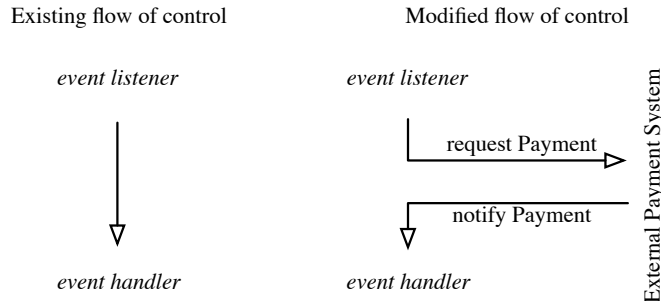 Existing flow of control
Modified flow of control
event listener
event listener
request Payment
notify Payment
External Payment System
event handler
event handler